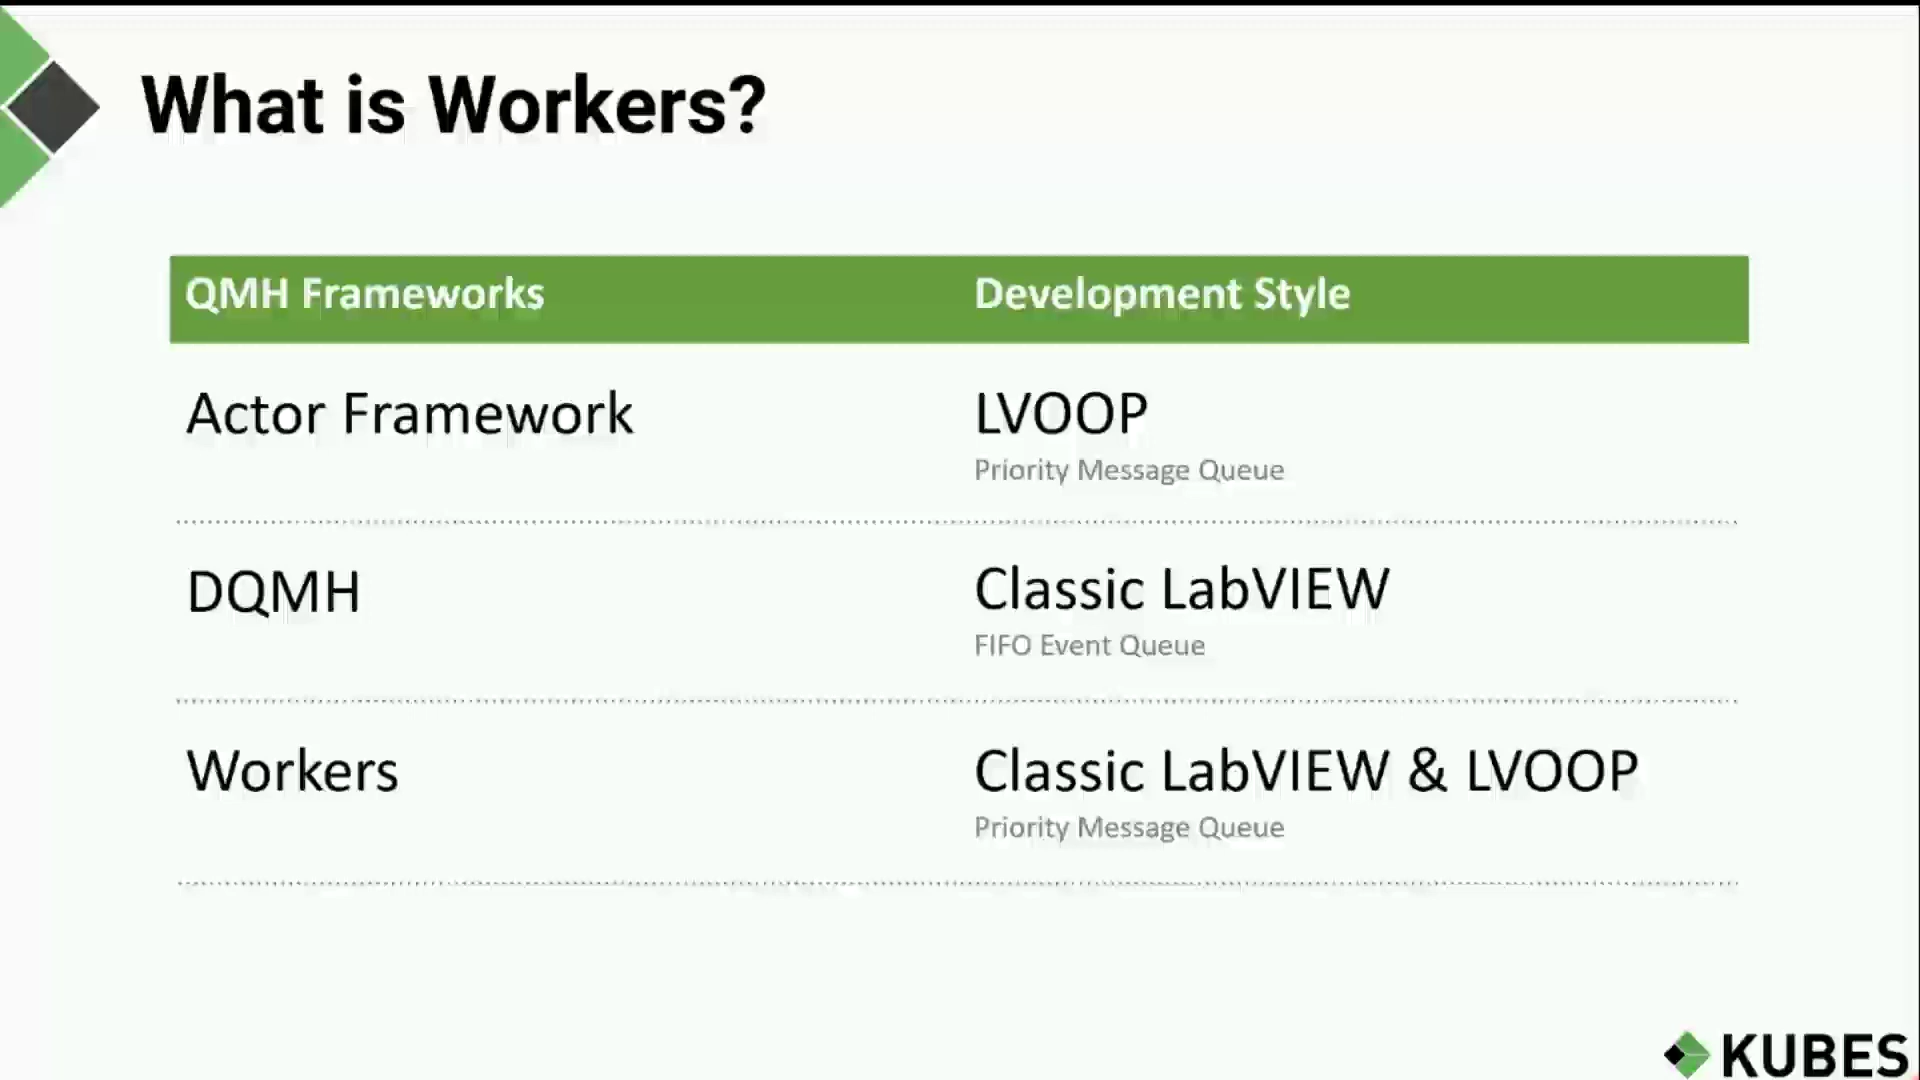 What is Workers?
QMH Frameworks
Development Style
Actor Framework
LVOOP
Priority Message Queue
DQMH
Classic LabVIEW
FIFO Event Queue
Workers
Classic LabVIEW & LVOOP
Priority Message Queue
KUBES